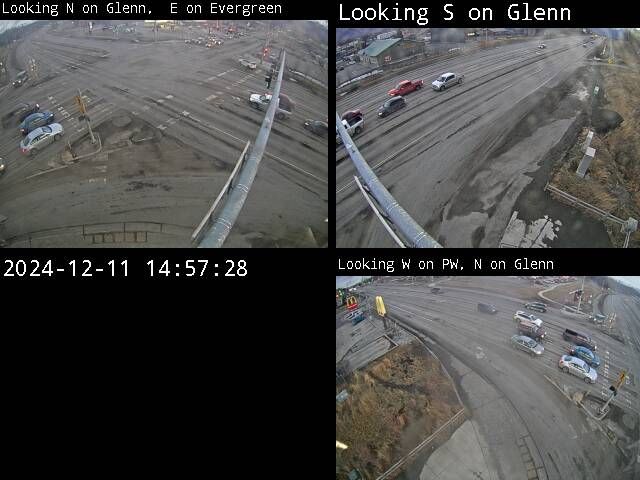 Looking N on Glenn,  E on Evergreen
Looking S on Glenn
2024-12-11 14:57:28
Looking W on PW, N on Glenn